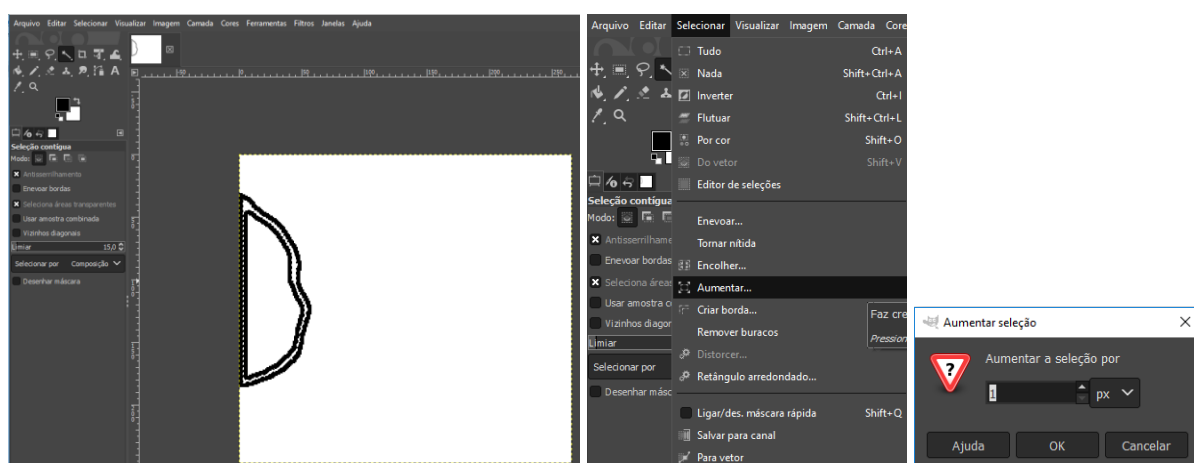 Arquivo Editar Selecionar Visualizar Imagem Camada Cores Ferramentas Filtros Janelas Ajuda
Seleção contígua
Modo:
Antisserrilhamento
Enevoar bordas
Seleciona áreas transparentes
Usar amostra combinada
Vizinhos diagonais
Limiar 15,0
Selecionar por Composição
Desenhar máscara
Arquivo Editar Selecionar Visualizar Imagem Camada Core
Tudo Ctrl+A
Nada Shift+Ctrl+A
Inverter Ctrl+I
Flutuar Shift+Ctrl+L
Por cor Shift+O
Do vetor Shift+V
Editor de seleções
Enevoar...
Tornar nítida
Encolher...
Aumentar...
Criar borda...
Remover buracos
Distorcer...
Retângulo arredondado...
Ligar/des. máscara rápida Shift+Q
Salvar para canal
Para vetor
Faz cre
Pression
Seleção contígua
Modo:
Antisserrilhame
Enevoar bordas
Seleciona áreas
Usar amostra co
Vizinhos diagon
Limiar
Selecionar por
Desenhar másc
Aumentar seleção
Aumentar a seleção por
1 px
Ajuda OK Cancelar